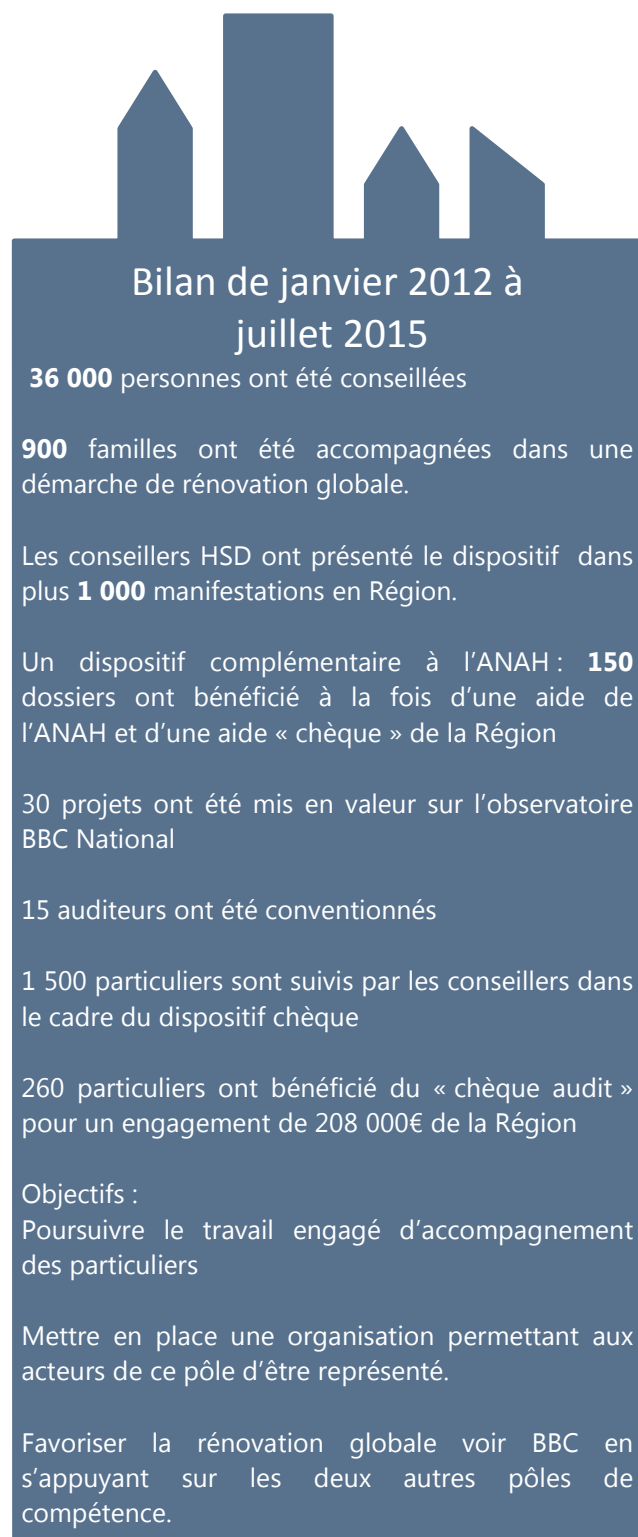 Bilan de janvier 2012 à
juillet 2015
36 000 personnes ont été conseillées
900 familles ont été accompagnées dans une
démarche de rénovation globale.
Les conseillers HSD ont présenté le dispositif dans
plus 1 000 manifestations en Région.
Un dispositif complémentaire à l’ANAH : 150
dossiers ont bénéficié à la fois d’une aide de
l’ANAH et d’une aide « chèque » de la Région
30 projets ont été mis en valeur sur l’observatoire
BBC National
15 auditeurs ont été conventionnés
1 500 particuliers sont suivis par les conseillers dans
le cadre du dispositif chèque
260 particuliers ont bénéficié du « chèque audit »
pour un engagement de 208 000€ de la Région
Objectifs :
Poursuivre le travail engagé d’accompagnement
des particuliers
Mettre en place une organisation permettant aux
acteurs de ce pôle d’être représenté.
Favoriser la rénovation globale voir BBC en
s’appuyant sur les deux autres pôles de
compétence.